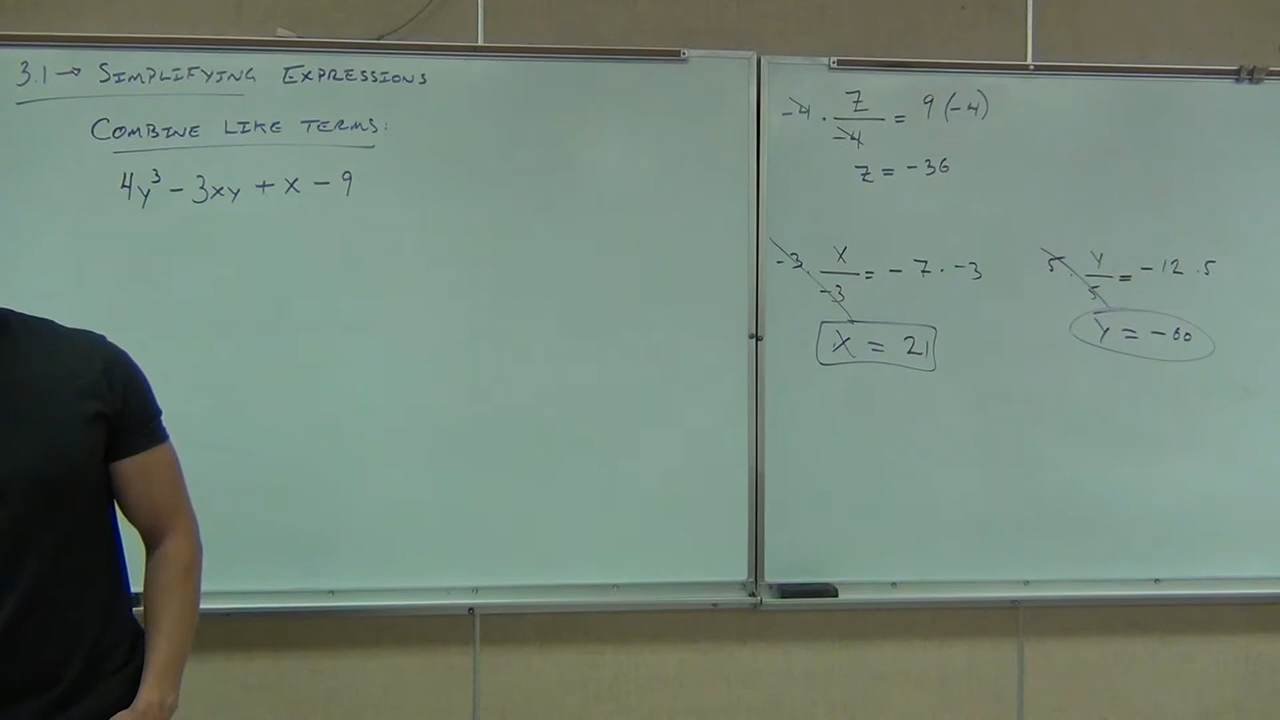 3.1 → SIMPLIFYING EXPRESSIONS
COMBINE LIKE TERMS:
4y³ - 3xy + x - 9
-4 · z/-4 = 9(-4)
z = -36
-3 · x/-3 = -7 · -3
x = 21
5 · y/5 = -12 · 5
y = -60